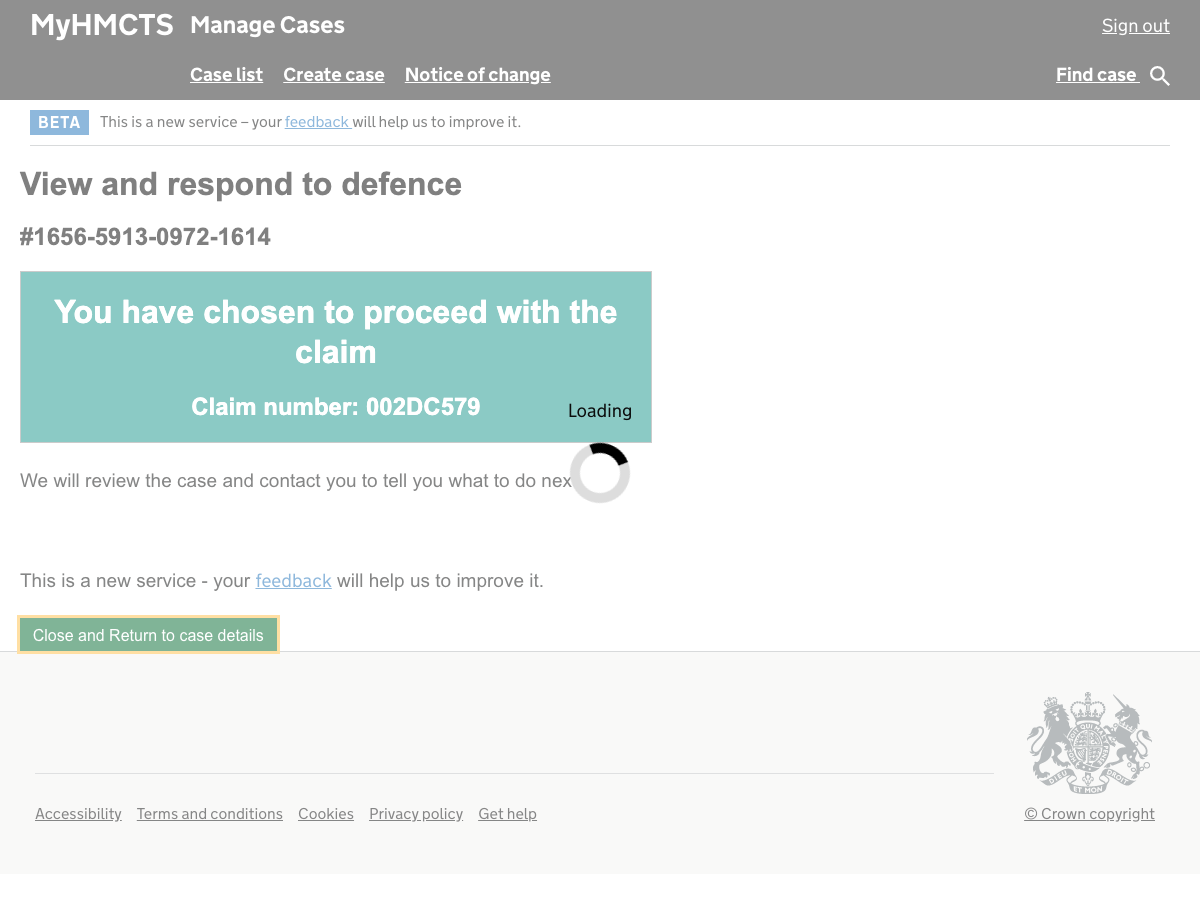 MyHMCTS Manage Cases Sign out
Case list Create case Notice of change Find case
BETA This is a new service – your feedback will help us to improve it.
View and respond to defence
#1656-5913-0972-1614
You have chosen to proceed with the
claim
Claim number: 002DC579
Loading
We will review the case and contact you to tell you what to do nex
This is a new service - your feedback will help us to improve it.
Close and Return to case details
DIEU ET MON DROIT
Accessibility Terms and conditions Cookies Privacy policy Get help © Crown copyright